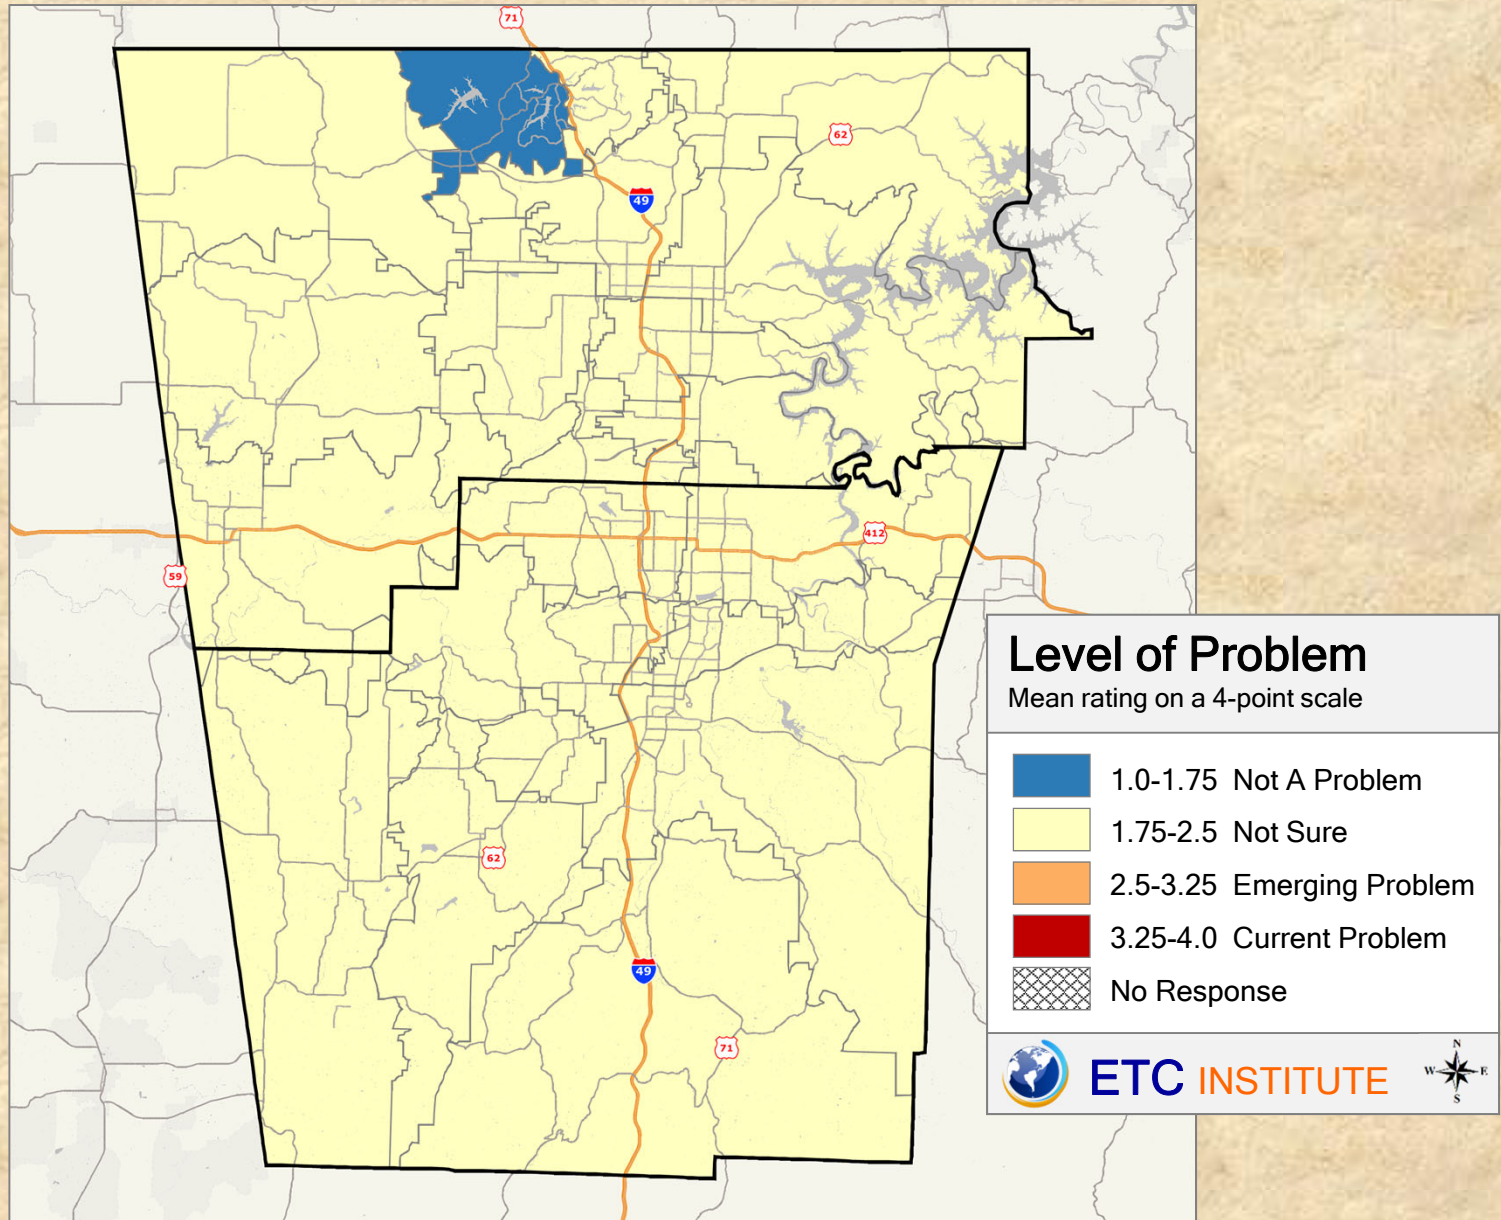 71
62
49
412
59
Level of Problem
Mean rating on a 4-point scale
1.0-1.75 Not A Problem
1.75-2.5 Not Sure
2.5-3.25 Emerging Problem
3.25-4.0 Current Problem
No Response
62
49
71
ETC INSTITUTE
N
W E
S